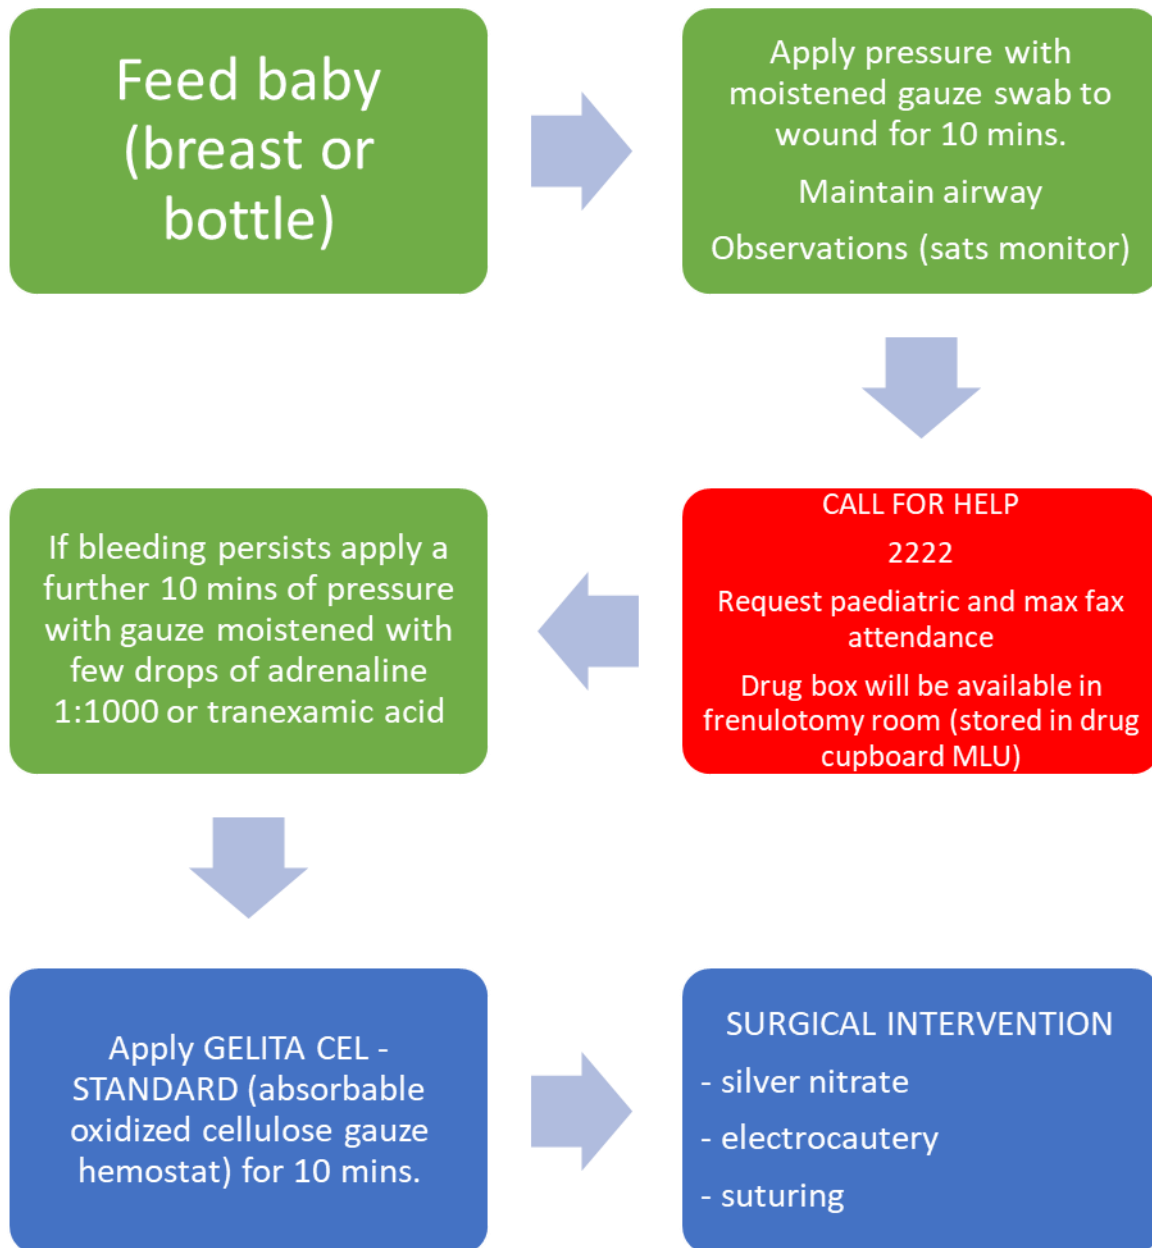 Feed baby
(breast or
bottle)
Apply pressure with
moistened gauze swab to
wound for 10 mins.
Maintain airway
Observations (sats monitor)
CALL FOR HELP
2222
Request paediatric and max fax
attendance
Drug box will be available in
frenulotomy room (stored in drug
cupboard MLU)
If bleeding persists apply a
further 10 mins of pressure
with gauze moistened with
few drops of adrenaline
1:1000 or tranexamic acid
Apply GELITA CEL -
STANDARD (absorbable
oxidized cellulose gauze
hemostat) for 10 mins.
SURGICAL INTERVENTION
- silver nitrate
- electrocautery
- suturing